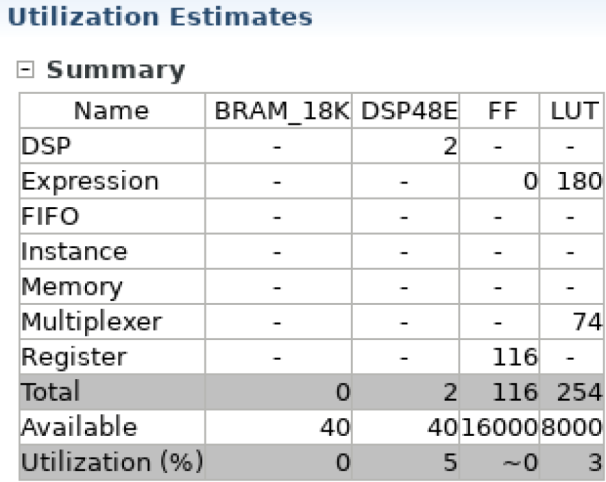 Utilization Estimates
⊟ Summary
Name BRAM_18K DSP48E FF LUT
DSP - 2 - -
Expression - - 0 180
FIFO - - - -
Instance - - - -
Memory - - - -
Multiplexer - - - 74
Register - - 116 -
Total 0 2 116 254
Available 40 40 16000 8000
Utilization (%) 0 5 ~0 3